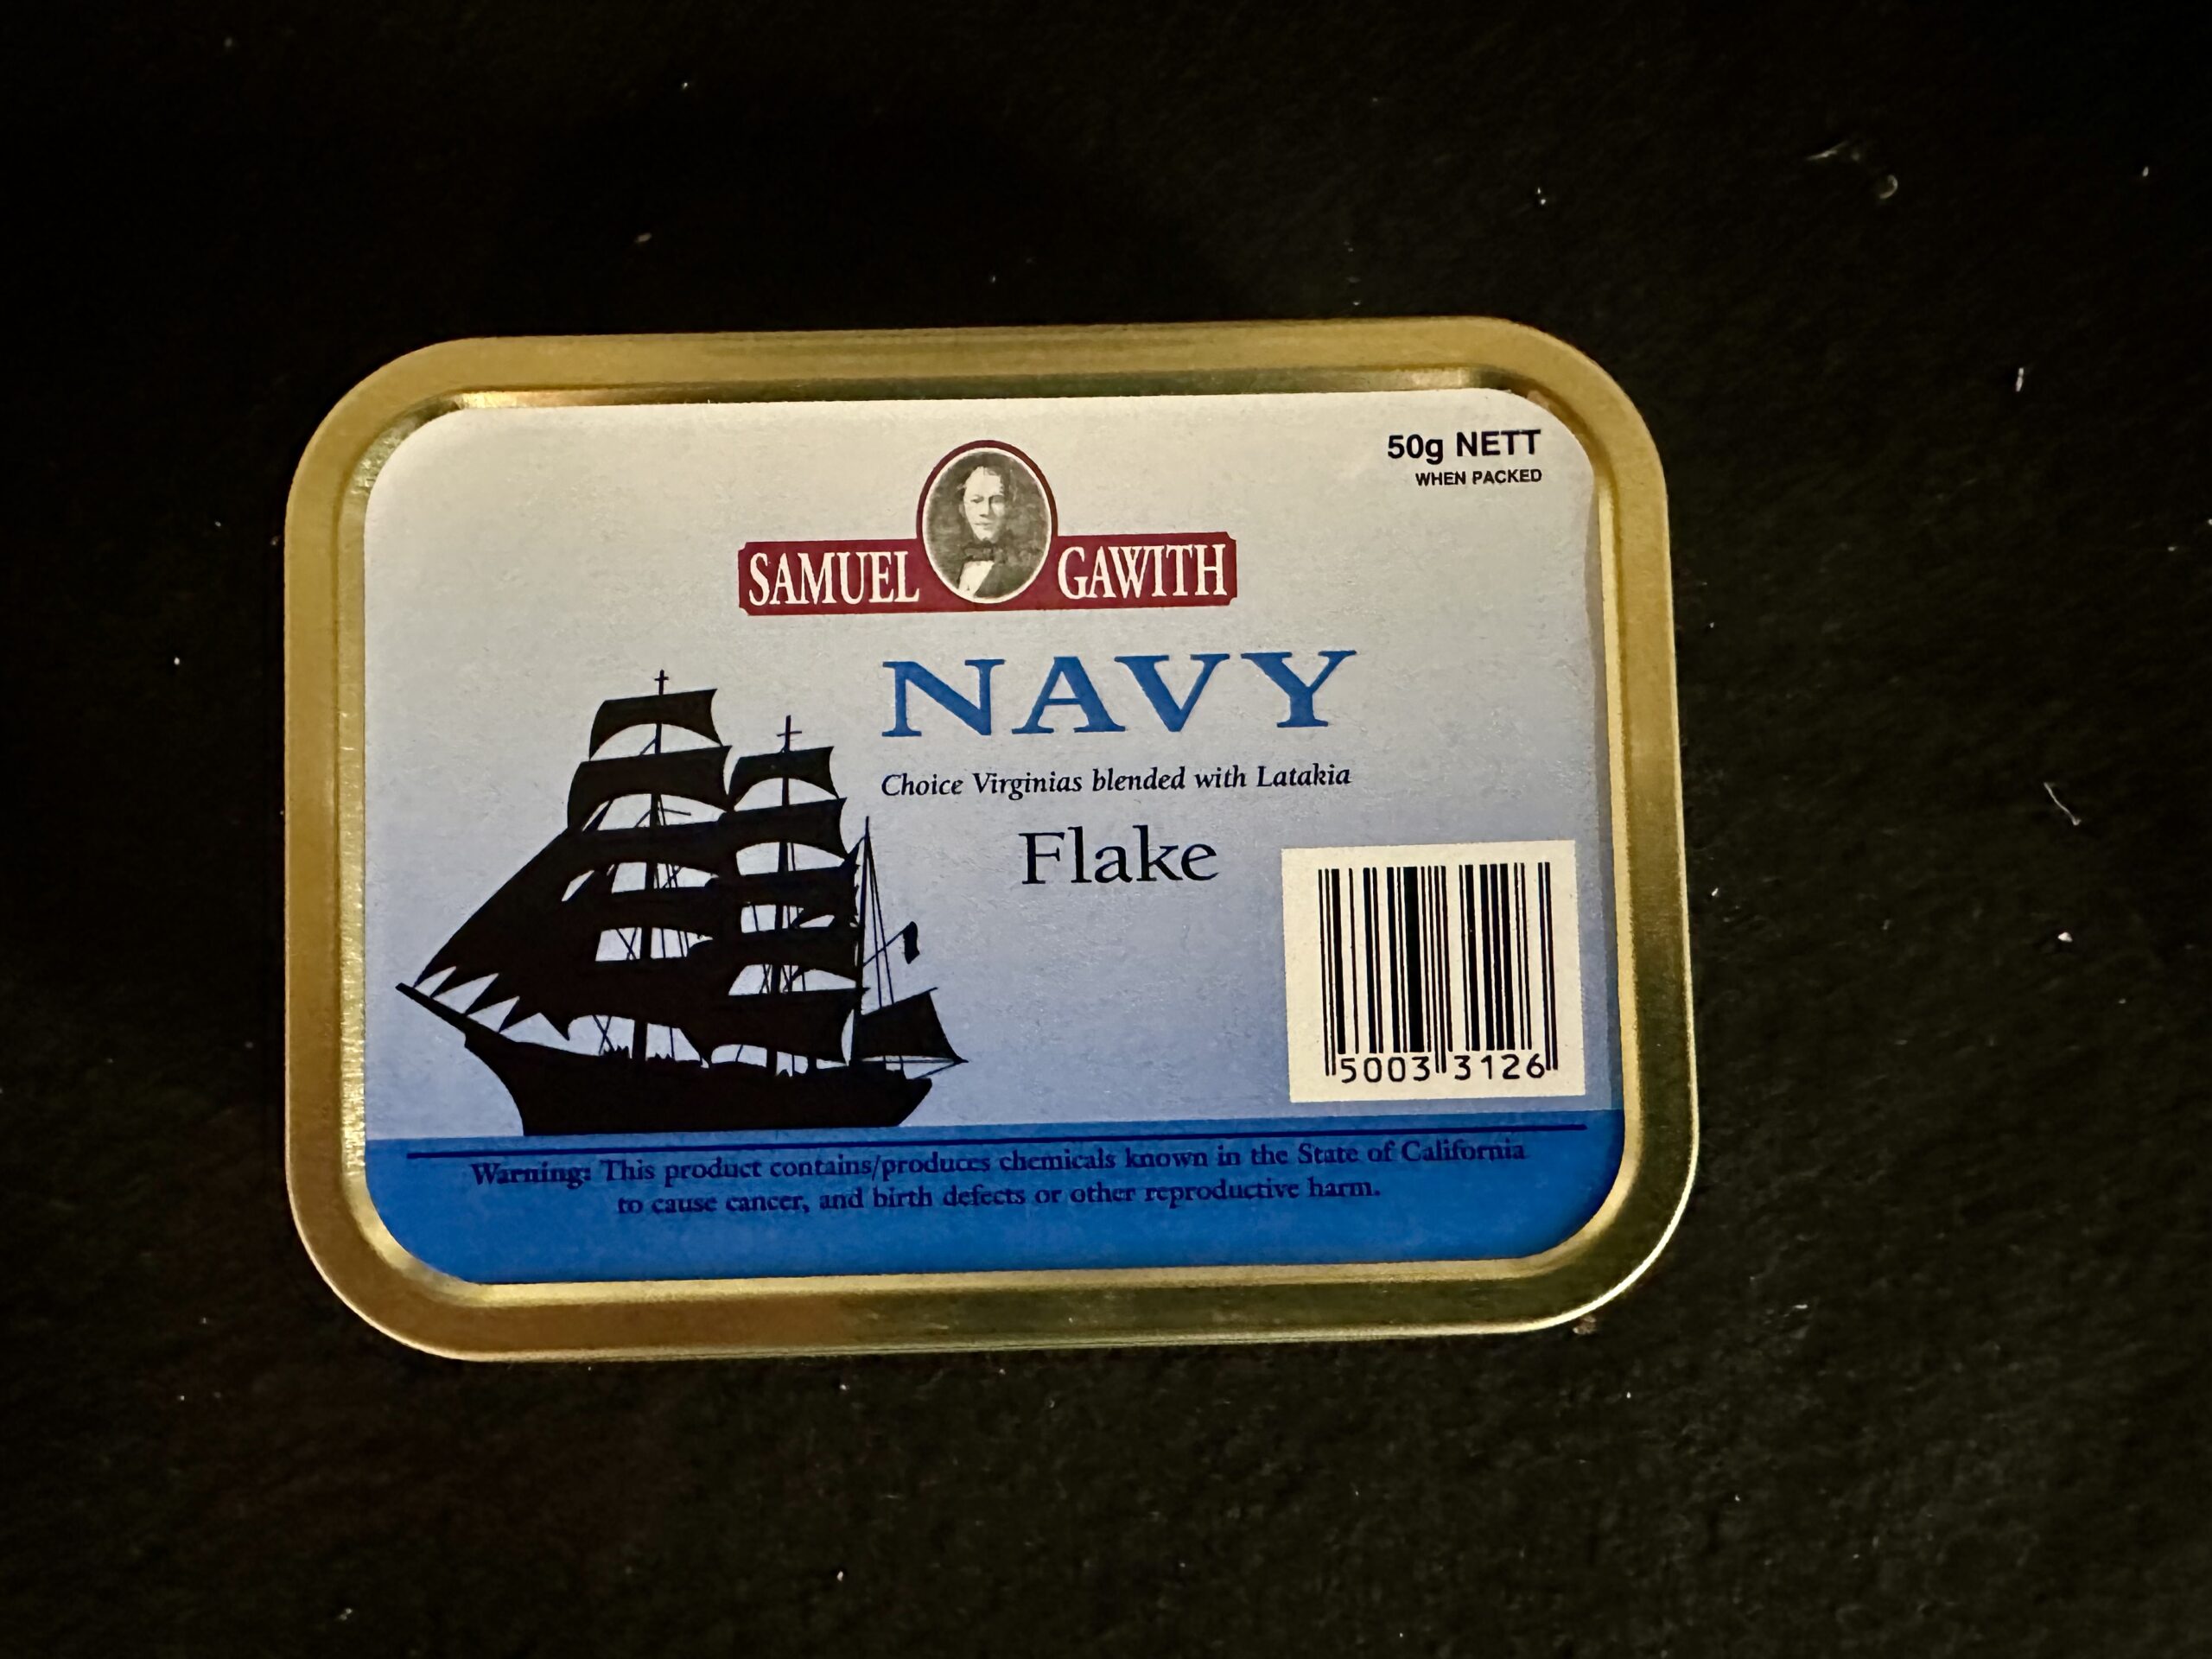 50g NETT
WHEN PACKED
SAMUEL GAWITH
NAVY
Choice Virginias blended with Latakia
Flake
5003 3126
Warning: This product contains/produces chemicals known in the State of California
to cause cancer, and birth defects or other reproductive harm.